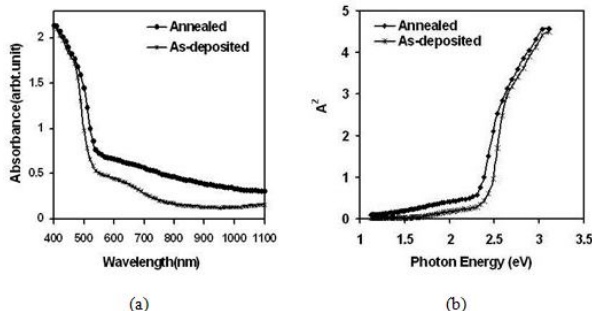 Annealed
As-deposited
Absorbance(arbt.unit)
2
1.5
1
0.5
0
400 500 600 700 800 900 1000 1100
Wavelength(nm)
(a)
Annealed
As-deposited
A²
5
4
3
2
1
0
1 1.5 2 2.5 3 3.5
Photon Energy (eV)
(b)